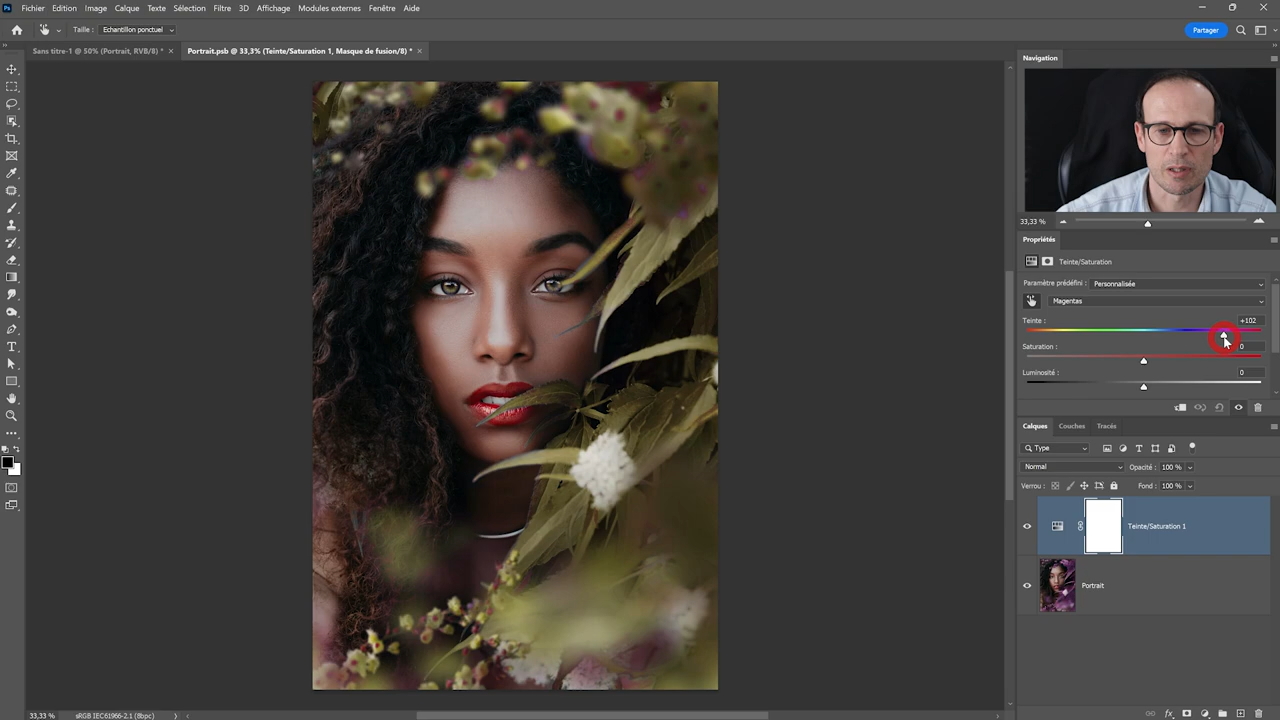 Ps Fichier Edition Image Calque Texte Sélection Filtre 3D Affichage Modules externes Fenêtre Aide
Taille : Echantillon ponctuel Partager
Sans titre-1 @ 50% (Portrait, RVB/8) * × Portrait.psb @ 33,3% (Teinte/Saturation 1, Masque de fusion/8) * ×
Navigation
33,33 %
Propriétés
Teinte/Saturation
Paramètre prédéfini : Personnalisée
Magentas
Teinte : +102
Saturation : 0
Luminosité : 0
Calques Couches Tracés
Type
Normal Opacité : 100 %
Verrou : Fond : 100 %
Teinte/Saturation 1
Portrait
33,33 % sRGB IEC61966-2.1 (8bpc)